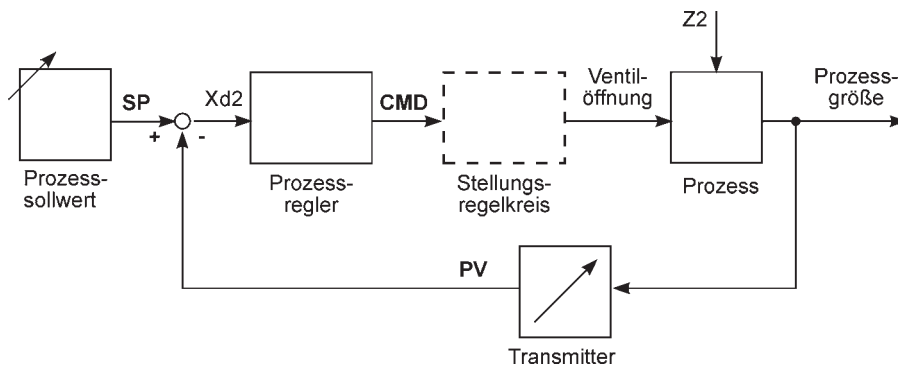 Z2
SP
+
-
Xd2
CMD
Ventil-
öffnung
Prozess-
größe
Prozess-
sollwert
Prozess-
regler
Stellungs-
regelkreis
Prozess
PV
Transmitter